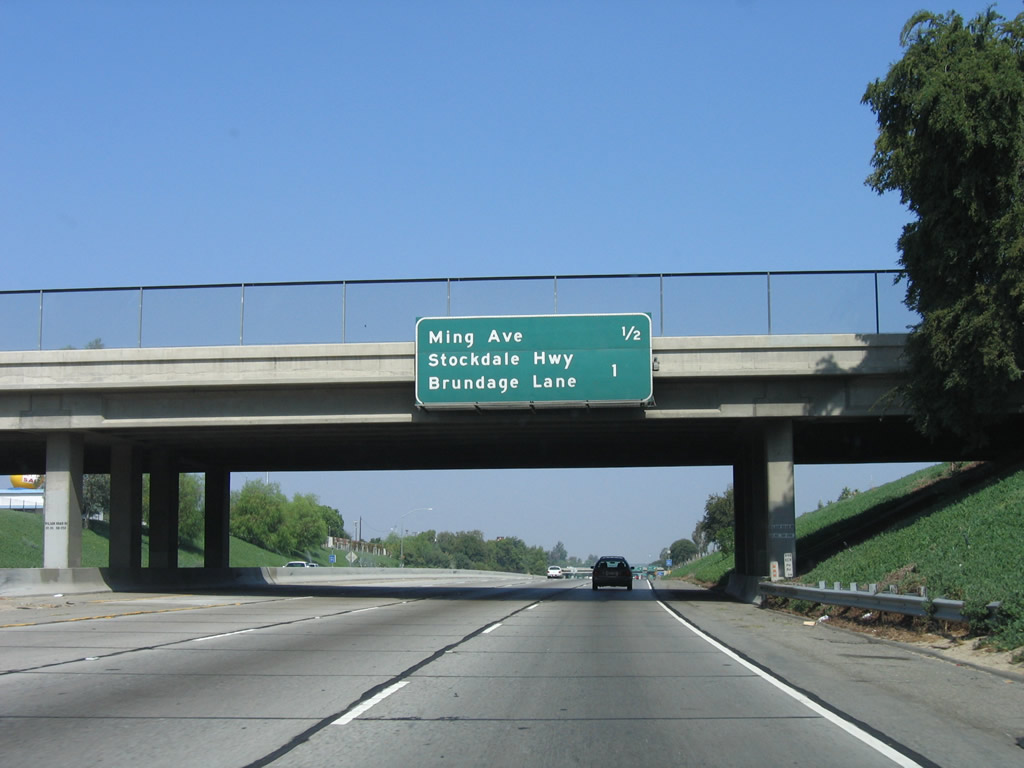 Ming Ave 1/2
Stockdale Hwy
Brundage Lane 1